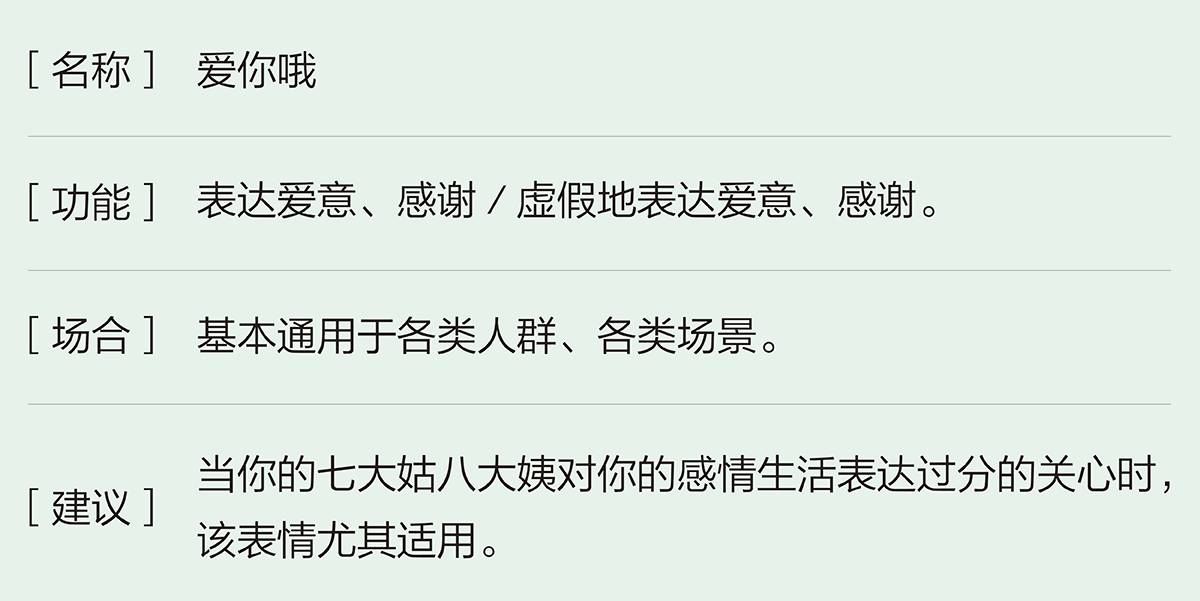 [ 名称 ] 爱你哦
[ 功能 ] 表达爱意、感谢 / 虚假地表达爱意、感谢。
[ 场合 ] 基本通用于各类人群、各类场景。
[ 建议 ] 当你的七大姑八大姨对你的感情生活表达过分的关心时，
该表情尤其适用。